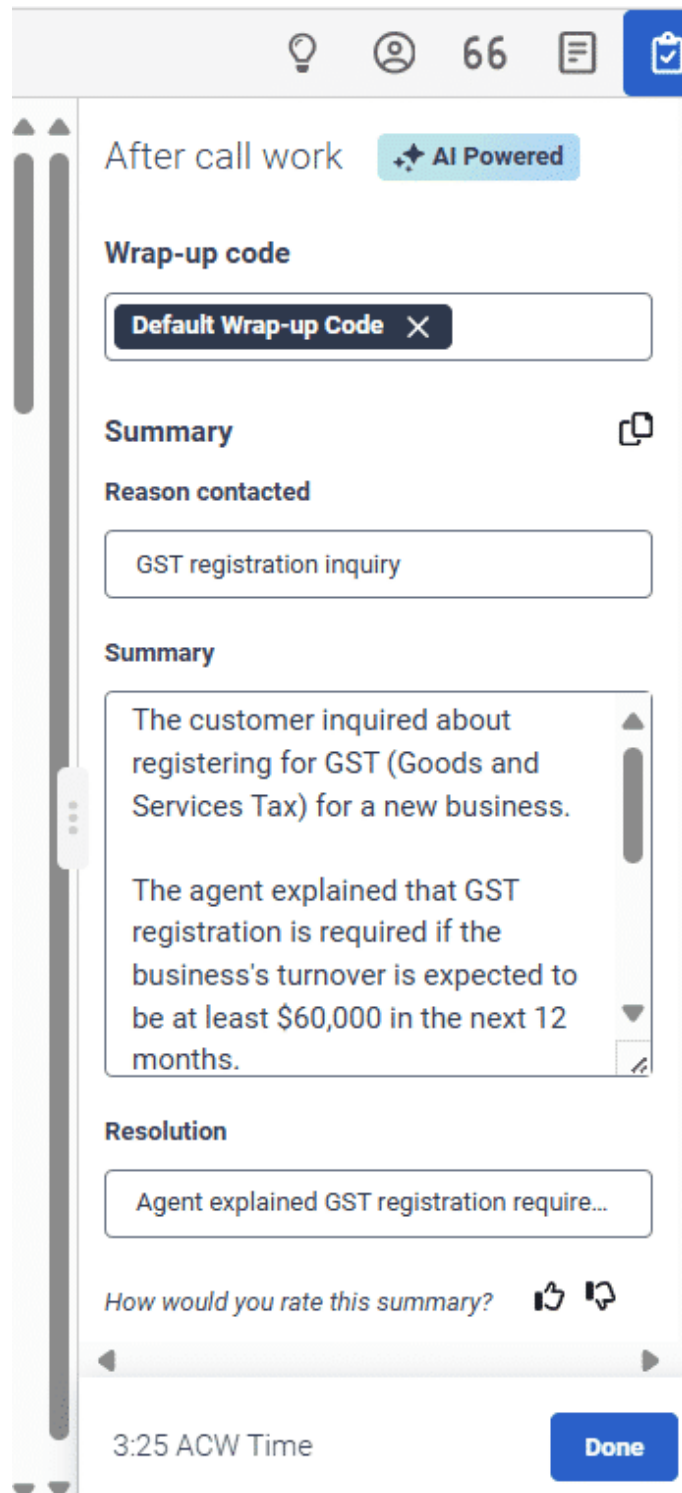 66
After call work
AI Powered
Wrap-up code
Default Wrap-up Code
Summary
Reason contacted
GST registration inquiry
Summary
The customer inquired about
registering for GST (Goods and
Services Tax) for a new business.
The agent explained that GST
registration is required if the
business's turnover is expected to
be at least $60,000 in the next 12
months.
Resolution
Agent explained GST registration require...
How would you rate this summary?
3:25 ACW Time
Done